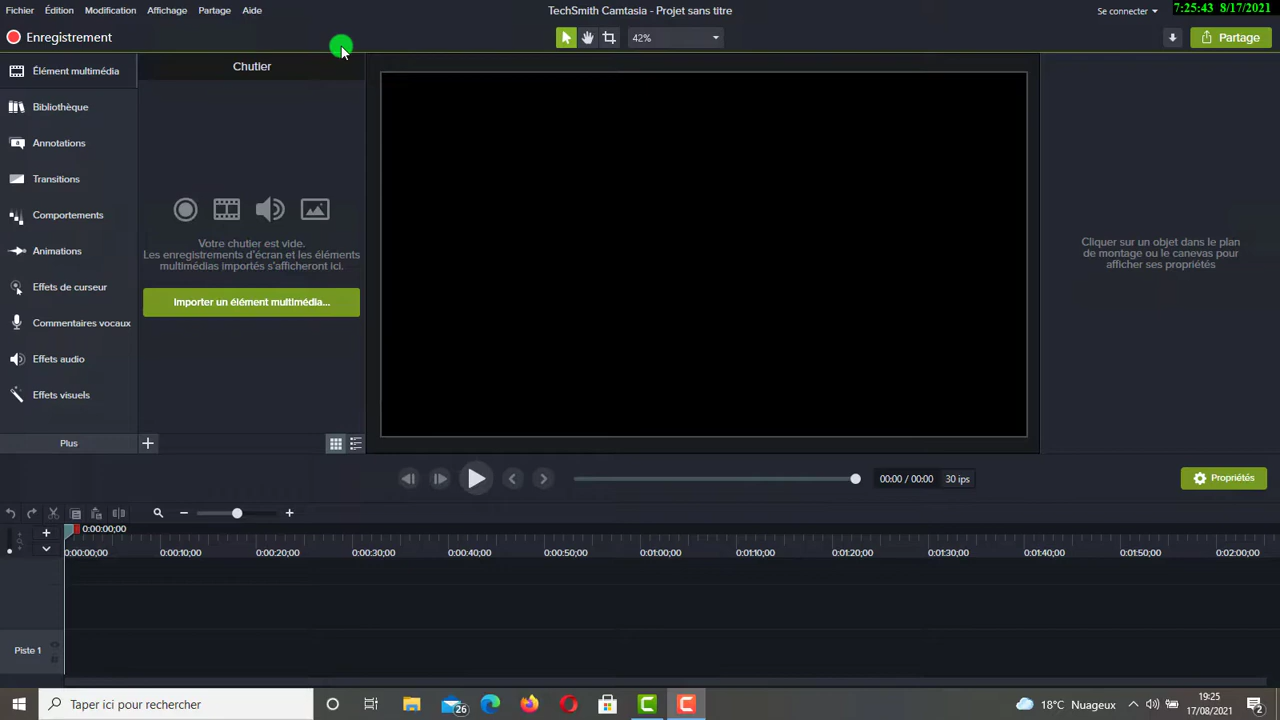 Fichier Édition Modification Affichage Partage Aide
TechSmith Camtasia - Projet sans titre
Se connecter
7:25:43 8/17/2021
Enregistrement
42%
Partage
Élément multimédia
Bibliothèque
Annotations
Transitions
Comportements
Animations
Effets de curseur
Commentaires vocaux
Effets audio
Effets visuels
Plus
Chutier
Votre chutier est vide.
Les enregistrements d'écran et les éléments
multimédias importés s'afficheront ici.
Importer un élément multimédia...
Cliquer sur un objet dans le plan
de montage ou le canevas pour
afficher ses propriétés
00:00 / 00:00 30 ips
Propriétés
0:00:00;00
0:00:00;00 0:00:10;00 0:00:20;00 0:00:30;00 0:00:40;00 0:00:50;00 0:01:00;00 0:01:10;00 0:01:20;00 0:01:30;00 0:01:40;00 0:01:50;00 0:02:00;00
Piste 1
Taper ici pour rechercher
26
18°C Nuageux
19:25
17/08/2021
2